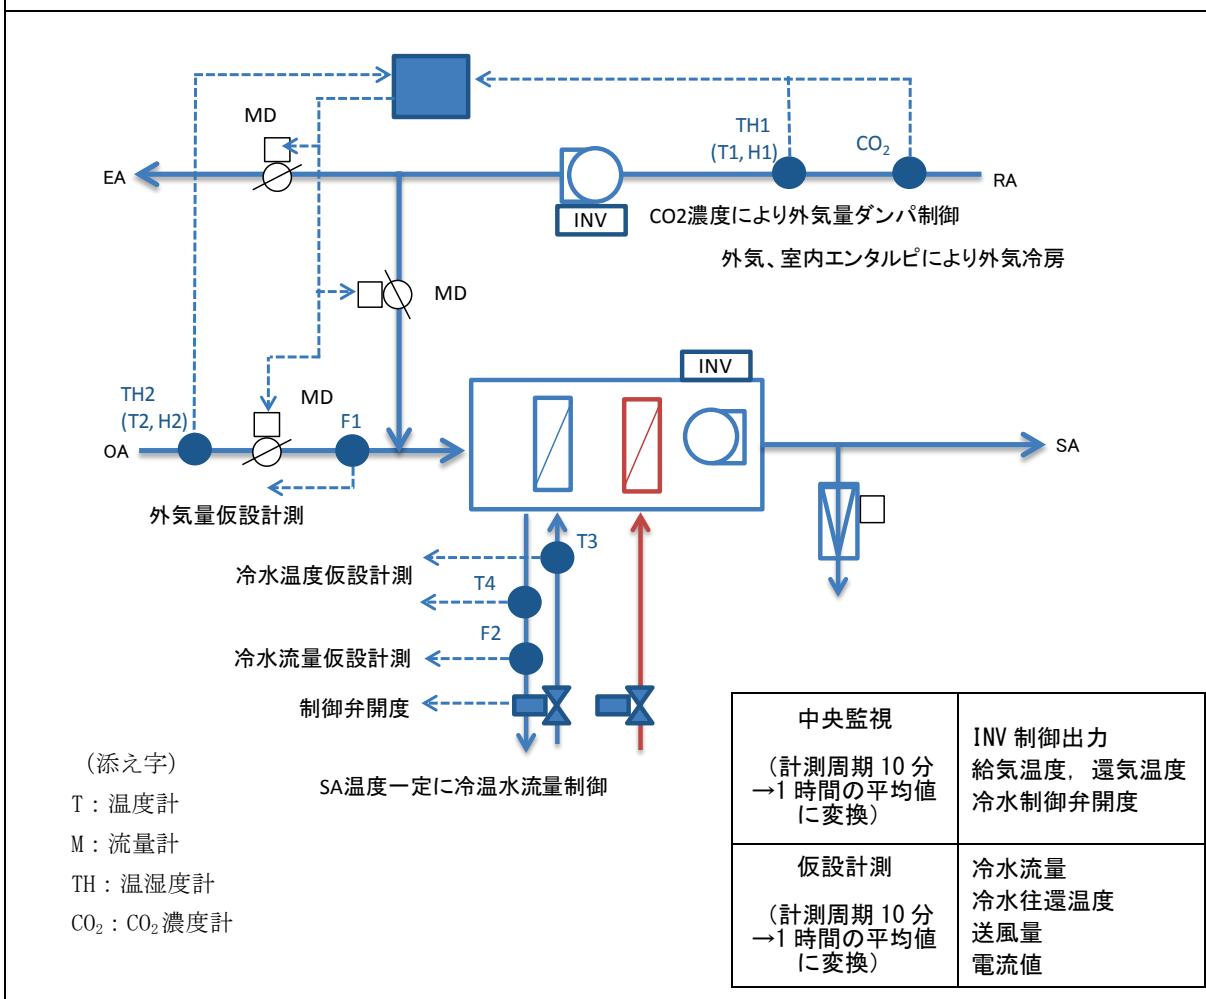 MD
TH1
(T1, H1)
CO₂
EA
RA
INV
CO2濃度により外気量ダンパ制御
外気、室内エンタルピにより外気冷房
MD
INV
TH2
(T2, H2)
MD
F1
OA
SA
外気量仮設計測
T3
冷水温度仮設計測
T4
F2
冷水流量仮設計測
制御弁開度
SA温度一定に冷温水流量制御
(添え字)
T：温度計
M：流量計
TH：温湿度計
CO₂：CO₂濃度計
中央監視
(計測周期 10 分
→1 時間の平均値
に変換)
INV 制御出力
給気温度, 還気温度
冷水制御弁開度
仮設計測
(計測周期 10 分
→1 時間の平均値
に変換)
冷水流量
冷水往還温度
送風量
電流値